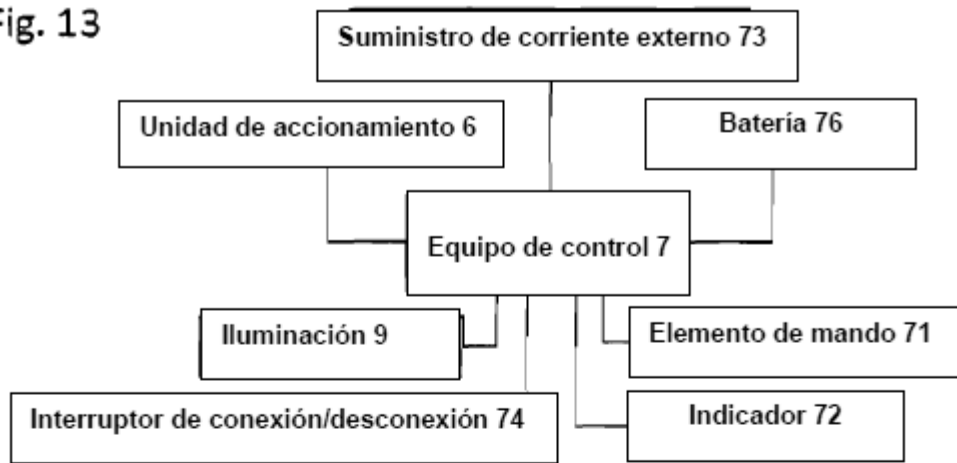 Fig. 13
Suministro de corriente externo 73
Unidad de accionamiento 6
Batería 76
Equipo de control 7
Iluminación 9
Elemento de mando 71
Interruptor de conexión/desconexión 74
Indicador 72